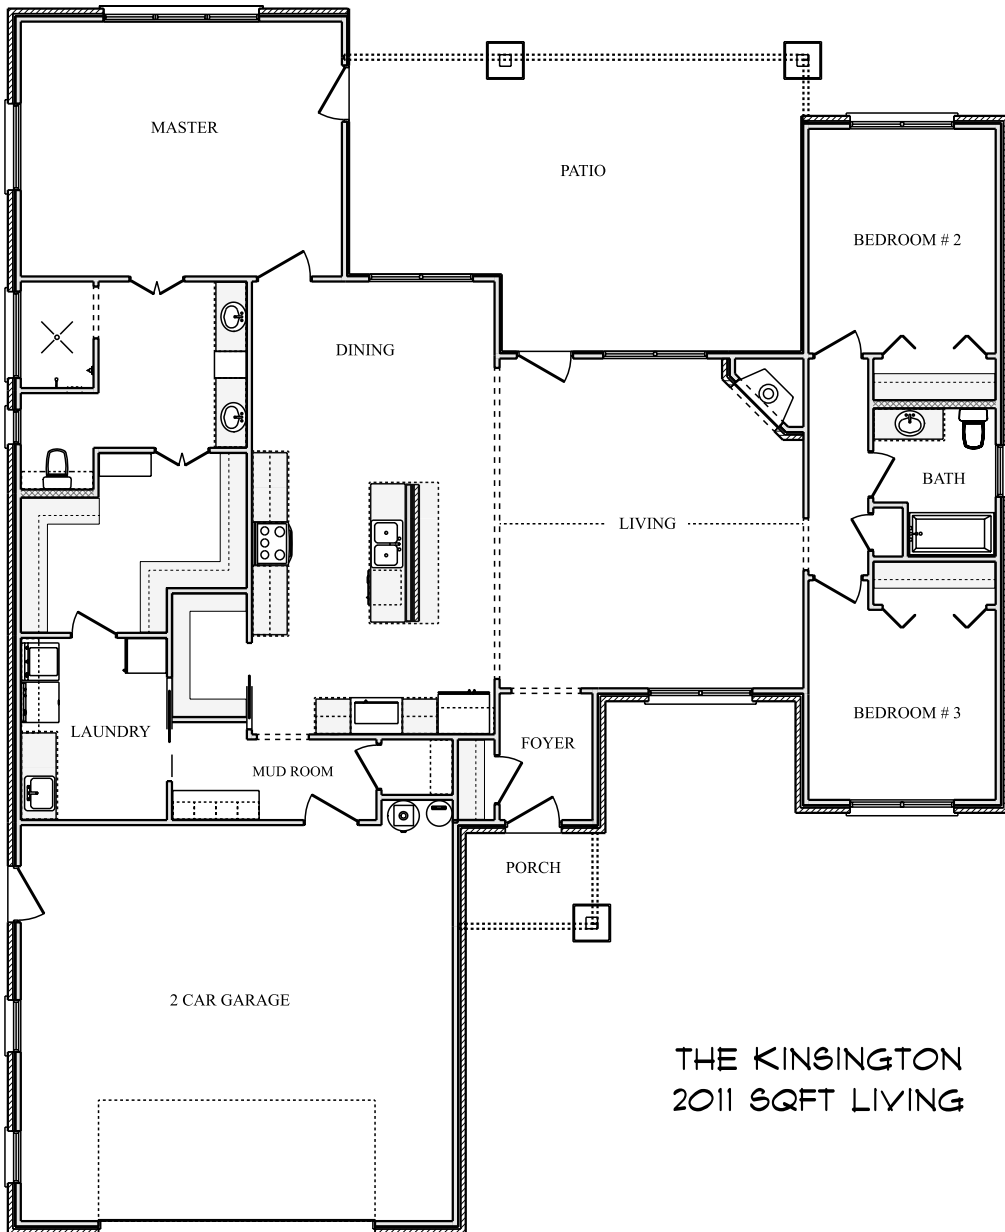 MASTER
PATIO
BEDROOM # 2
DINING
BATH
LIVING
BEDROOM # 3
LAUNDRY
FOYER
MUD ROOM
PORCH
2 CAR GARAGE
THE KINSINGTON
2011 SQFT LIVING